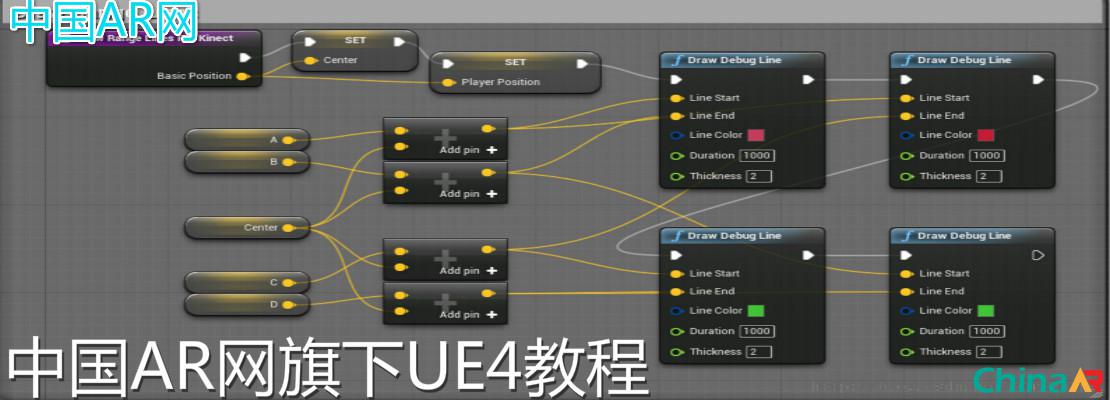 中国AR网
Range Lines
Kinect
Basic Position
SET
Center
SET
Player Position
A
B
Center
C
D
Add pin
Add pin
Add pin
Add pin
Draw Debug Line
Line Start
Line End
Line Color
Duration 1000
Thickness 2
Draw Debug Line
Line Start
Line End
Line Color
Duration 1000
Thickness 2
Draw Debug Line
Line Start
Line End
Line Color
Duration 1000
Thickness 2
Draw Debug Line
Line Start
Line End
Line Color
Duration 1000
Thickness 2
中国AR网旗下UE4教程
ChinaAR